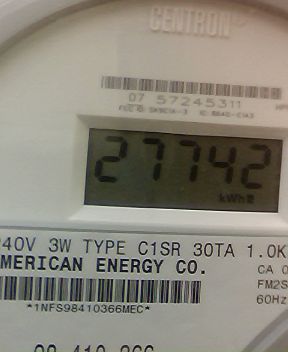 CENTRON
07 57245311
27742
kWh
240V 3W TYPE C1SR 30TA 1.0K
MERICAN ENERGY CO.
CA 0
FM2S
60Hz
*1NFS98410366MEC*